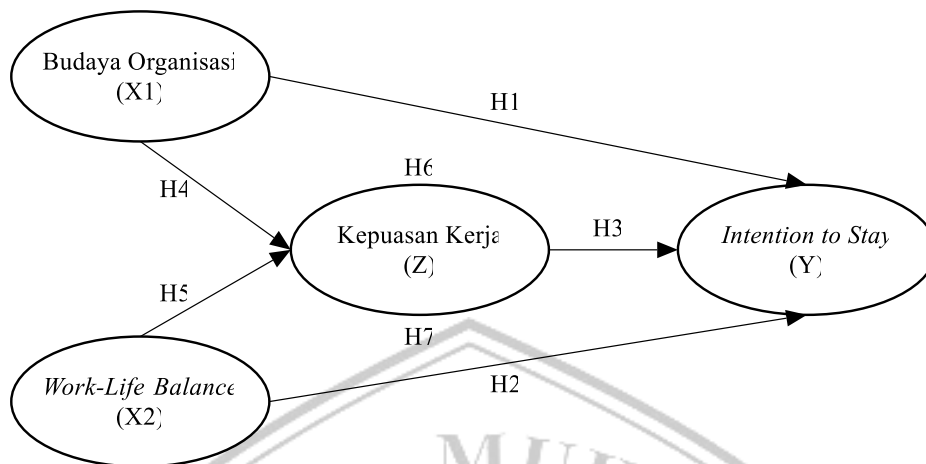 Budaya Organisasi
(X1)
H1
H6
H4
Kepuasan Kerja
(Z)
H3
Intention to Stay
(Y)
H5
H7
Work-Life Balance
(X2)
H2